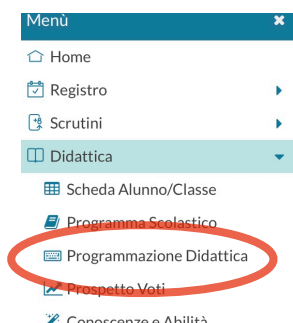 Menù
Home
Registro
Scrutini
Didattica
Scheda Alunno/Classe
Programma Scolastico
Programmazione Didattica
Prospetto Voti
Conoscenze e Abilità